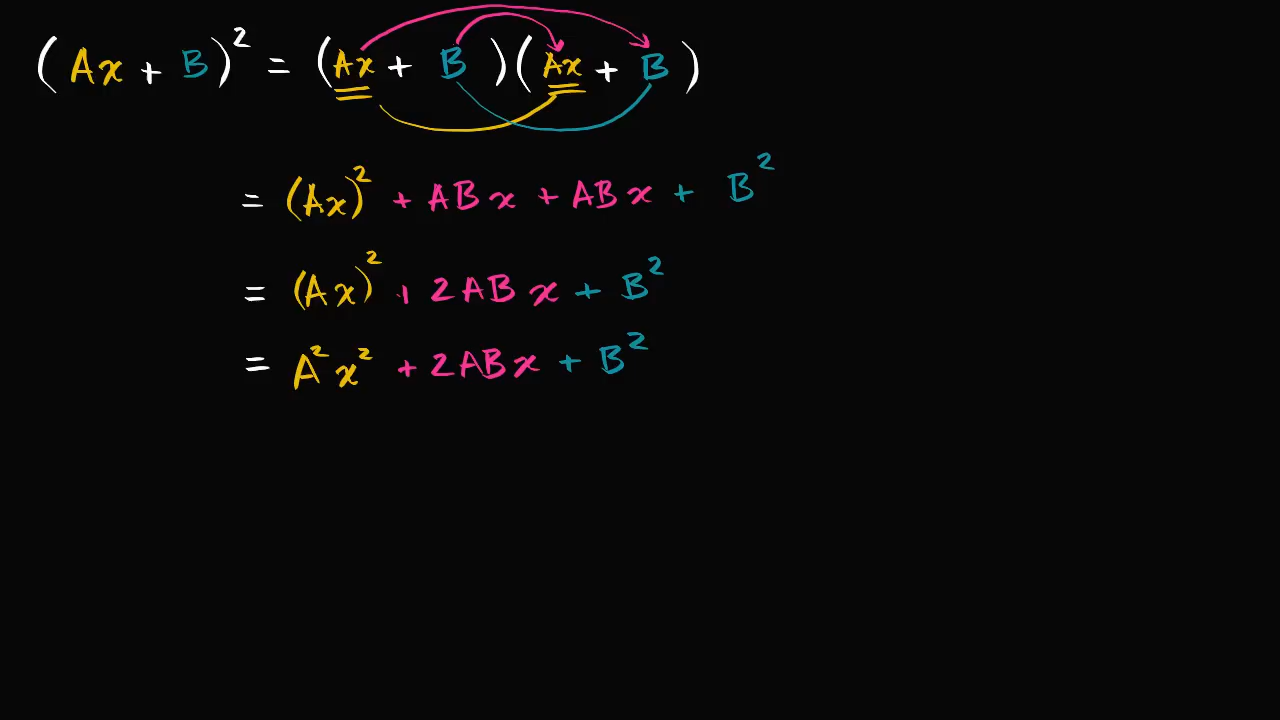 (Ax + B)² = (Ax + B)(Ax + B)
= (Ax)² + ABx + ABx + B²
= (Ax)² + 2ABx + B²
= A²x² + 2ABx + B²